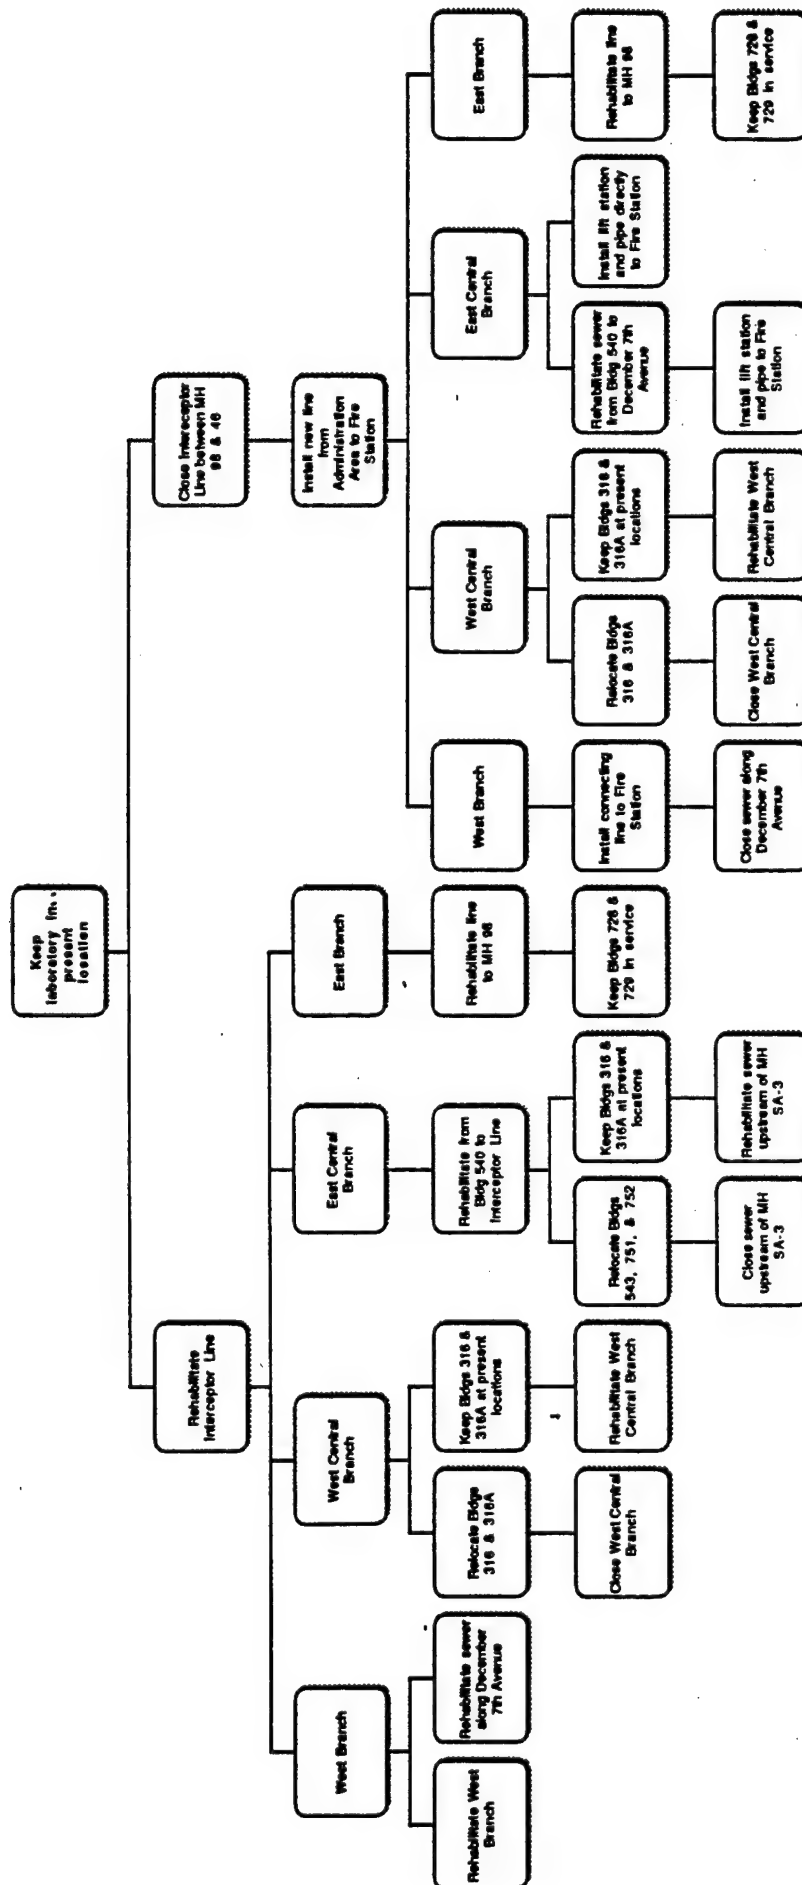 Keep
laboratory in
present
location
Rehabilitate
Interceptor Line
Close Interceptor
Line between MH
98 & 46
Install new line
from
Administration
Area to Fire
Station
West Branch
West Central
Branch
East Central
Branch
East Branch
West Branch
West Central
Branch
East Central
Branch
East Branch
Rehabilitate West
Branch
Rehabilitate sewer
along December
7th Avenue
Relocate Bldgs
316 & 316A
Keep Bldgs 316 &
316A at present
locations
Rehabilitate from
Bldg 540 to
Interceptor Line
Rehabilitate line
to MH 98
Install connecting
line to Fire
Station
Relocate Bldgs
316 & 316A
Keep Bldgs 316 &
316A at present
locations
Rehabilitate sewer
from Bldg 540 to
December 7th
Avenue
Install lift station
and pipe directly
to Fire Station
Rehabilitate line
to MH 98
Close West Central
Branch
Rehabilitate West
Central Branch
Relocate Bldgs
543, 751, & 752
Keep Bldgs 316 &
316A at present
locations
Keep Bldgs 728 &
729 in service
Close sewer along
December 7th
Avenue
Close West Central
Branch
Rehabilitate West
Central Branch
Install lift station
and pipe to Fire
Station
Keep Bldgs 728 &
729 in service
Close sewer
upstream of MH
SA-3
Rehabilitate sewer
upstream of MH
SA-3